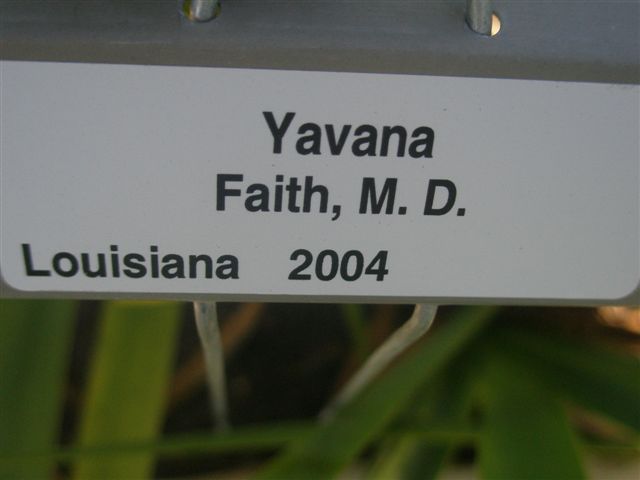 Yavana
Faith, M. D.
Louisiana 2004